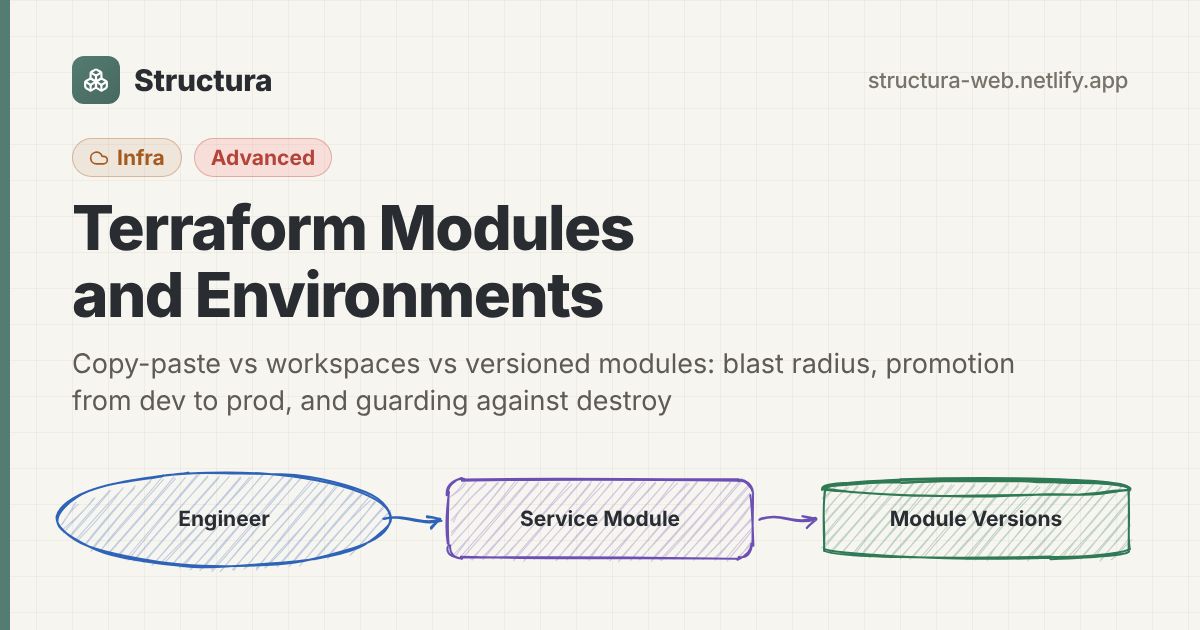 Structura
structura-web.netlify.app
Infra
Advanced
Terraform Modules
and Environments
Copy-paste vs workspaces vs versioned modules: blast radius, promotion
from dev to prod, and guarding against destroy
Engineer
Service Module
Module Versions